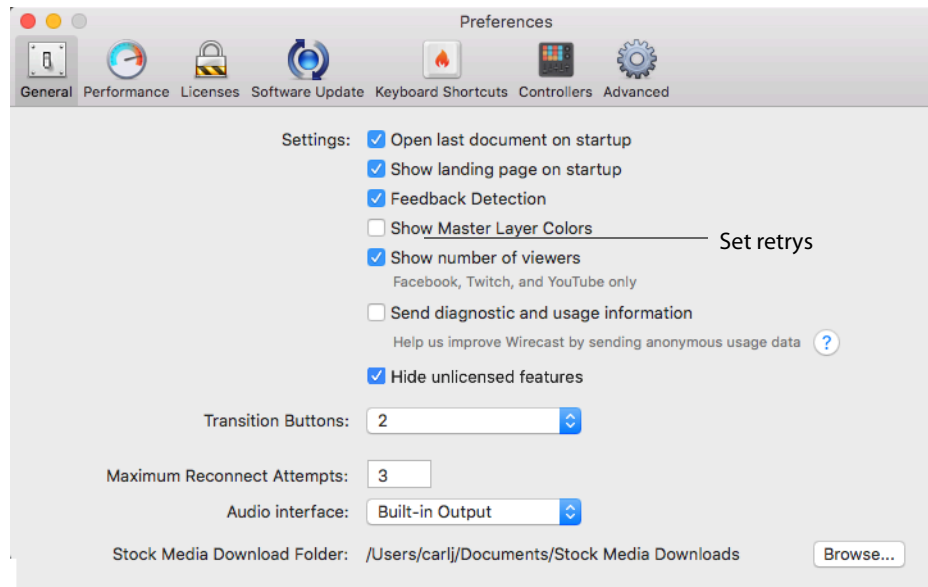 Preferences
General Performance Licenses Software Update Keyboard Shortcuts Controllers Advanced
Settings: Open last document on startup
Show landing page on startup
Feedback Detection
Show Master Layer Colors
Set retrys
Show number of viewers
Facebook, Twitch, and YouTube only
Send diagnostic and usage information
Help us improve Wirecast by sending anonymous usage data ?
Hide unlicensed features
Transition Buttons: 2
Maximum Reconnect Attempts: 3
Audio interface: Built-in Output
Stock Media Download Folder: /Users/carlj/Documents/Stock Media Downloads Browse...